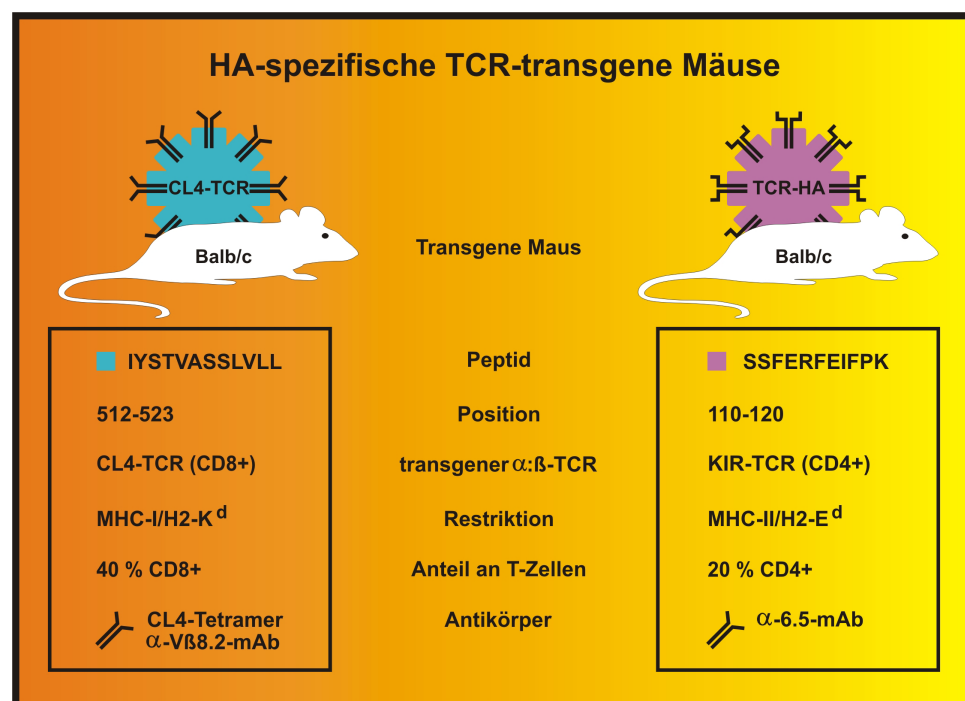 HA-spezifische TCR-transgene Mäuse
CL4-TCR
TCR-HA
Balb/c
Transgene Maus
Balb/c
IYSTVASSLVLL
Peptid
SSFERFEIFPK
512-523
Position
110-120
CL4-TCR (CD8+)
transgener α:ß-TCR
KIR-TCR (CD4+)
MHC-I/H2-K d
Restriktion
MHC-II/H2-E d
40 % CD8+
Anteil an T-Zellen
20 % CD4+
CL4-Tetramer
α-Vß8.2-mAb
Antikörper
α-6.5-mAb